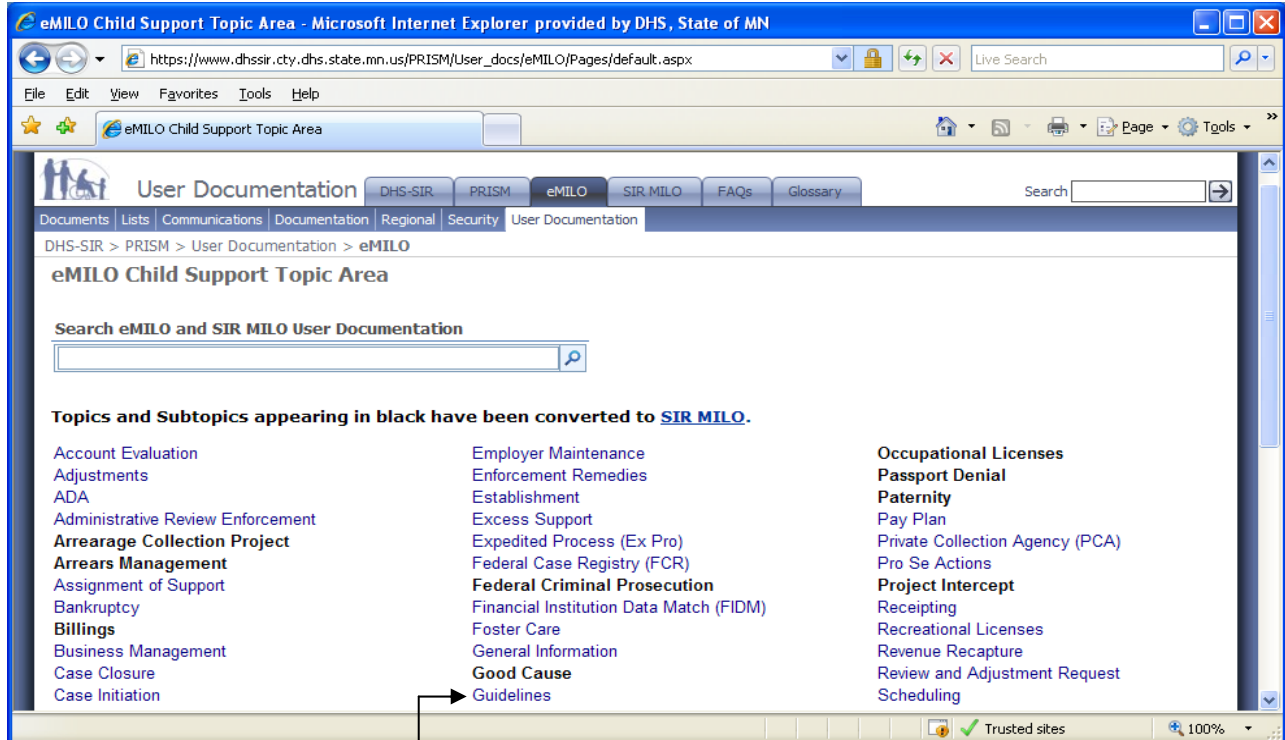 eMILO Child Support Topic Area - Microsoft Internet Explorer provided by DHS, State of MN
https://www.dhssir.cty.dhs.state.mn.us/PRISM/User_docs/eMILO/Pages/default.aspx
Live Search
File Edit View Favorites Tools Help
eMILO Child Support Topic Area
Page Tools
User Documentation DHS-SIR PRISM eMILO SIR MILO FAQs Glossary Search
Documents Lists Communications Documentation Regional Security User Documentation
DHS-SIR > PRISM > User Documentation > eMILO
eMILO Child Support Topic Area
Search eMILO and SIR MILO User Documentation
Topics and Subtopics appearing in black have been converted to SIR MILO.
Account Evaluation
Adjustments
ADA
Administrative Review Enforcement
Arrearage Collection Project
Arrears Management
Assignment of Support
Bankruptcy
Billings
Business Management
Case Closure
Case Initiation
Employer Maintenance
Enforcement Remedies
Establishment
Excess Support
Expedited Process (Ex Pro)
Federal Case Registry (FCR)
Federal Criminal Prosecution
Financial Institution Data Match (FIDM)
Foster Care
General Information
Good Cause
Guidelines
Occupational Licenses
Passport Denial
Paternity
Pay Plan
Private Collection Agency (PCA)
Pro Se Actions
Project Intercept
Receipting
Recreational Licenses
Revenue Recapture
Review and Adjustment Request
Scheduling
Trusted sites 100%